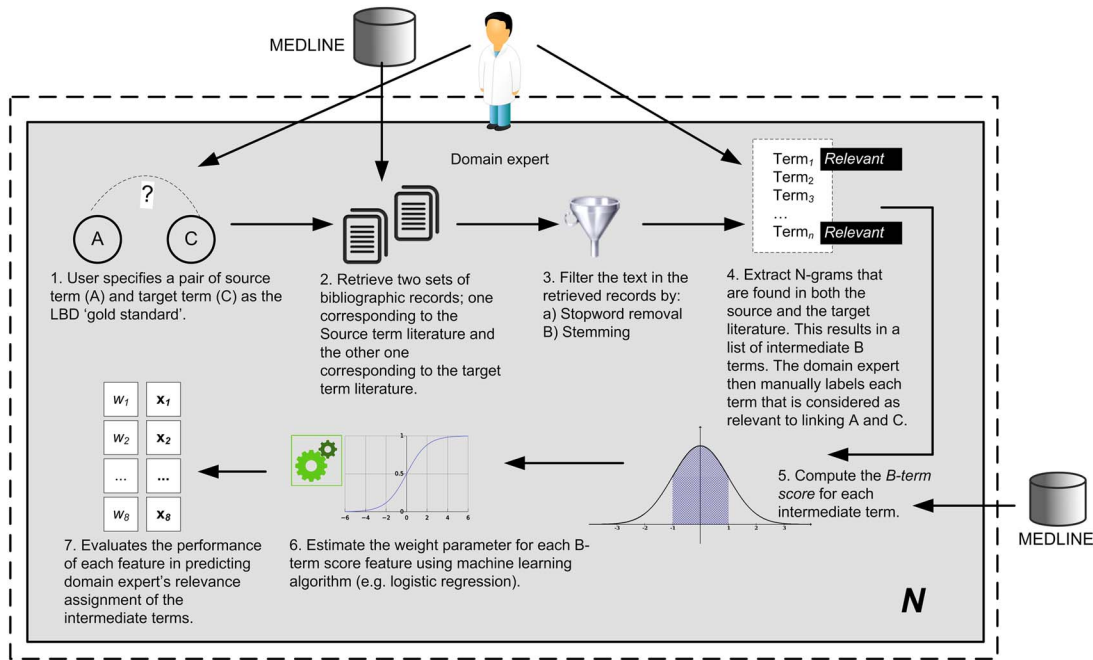 MEDLINE
Domain expert
?
A
C
1. User specifies a pair of source
term (A) and target term (C) as the
LBD ‘gold standard’.
2. Retrieve two sets of
bibliographic records; one
corresponding to the
Source term literature and
the other one
corresponding to the target
term literature.
3. Filter the text in the
retrieved records by:
a) Stopword removal
B) Stemming
Term1 Relevant
Term2
Term3
...
Termn Relevant
4. Extract N-grams that
are found in both the
source and the target
literature. This results in a
list of intermediate B
terms. The domain expert
then manually labels each
term that is considered as
relevant to linking A and C.
5. Compute the B-term
score for each
intermediate term.
MEDLINE
-3 -2 -1 0 1 2 3
1
0.5
0
-6 -4 -2 0 2 4 6
6. Estimate the weight parameter for each B-
term score feature using machine learning
algorithm (e.g. logistic regression).
w1 x1
w2 x2
... ...
w8 x8
7. Evaluates the performance
of each feature in predicting
domain expert’s relevance
assignment of the
intermediate terms.
N